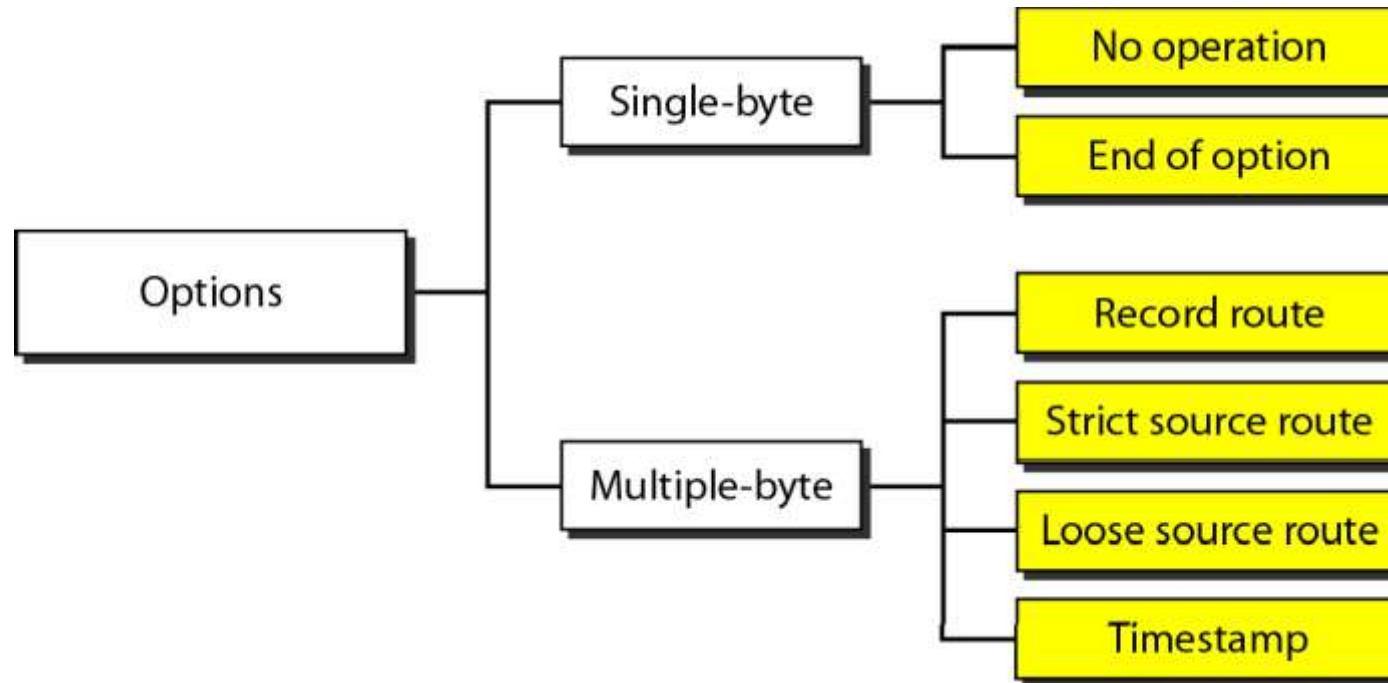 Options
Single-byte
No operation
End of option
Multiple-byte
Record route
Strict source route
Loose source route
Timestamp